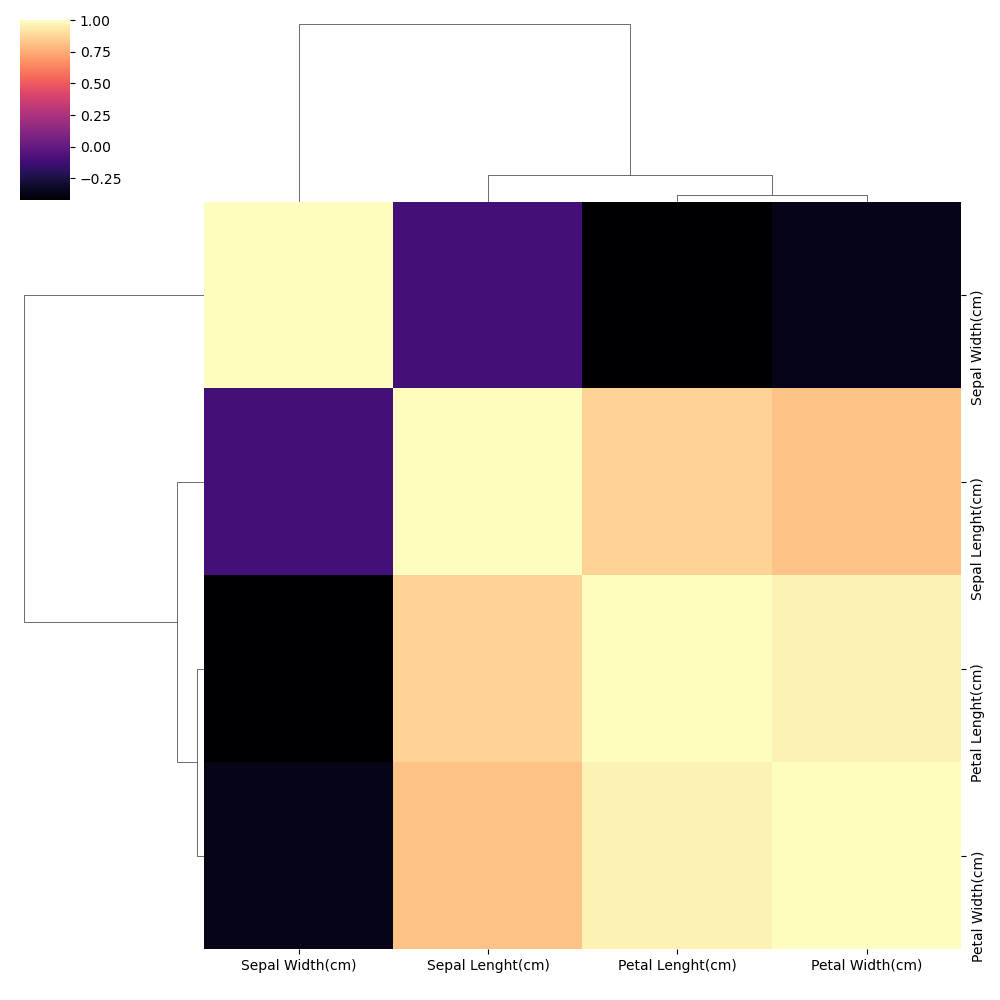 1.00
0.75
0.50
0.25
0.00
−0.25
Sepal Width(cm)
Sepal Lenght(cm)
Petal Lenght(cm)
Petal Width(cm)
Sepal Width(cm)
Sepal Lenght(cm)
Petal Lenght(cm)
Petal Width(cm)